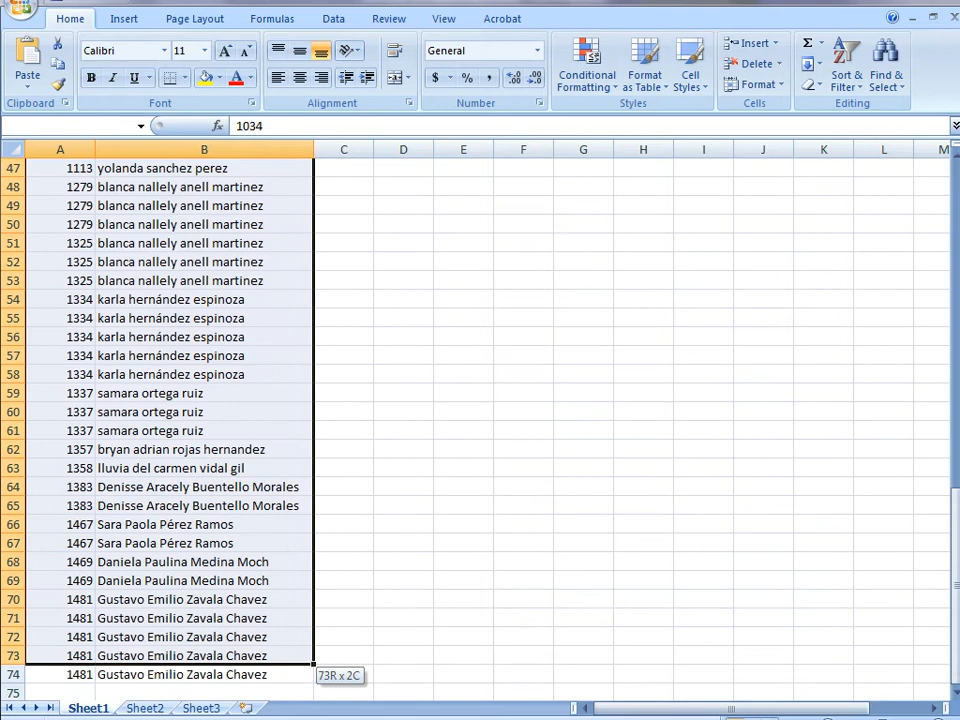 Home Insert Page Layout Formulas Data Review View Acrobat
Calibri 11 A A General Insert Σ
Paste B I U A $ % , Conditional Formatting Format as Table Cell Styles Delete Format Sort & Filter Find & Select
Clipboard Font Alignment Number Styles Cells Editing
fx 1034
A B C D E F G H I J K L M
47 1113 yolanda sanchez perez
48 1279 blanca nallely anell martinez
49 1279 blanca nallely anell martinez
50 1279 blanca nallely anell martinez
51 1325 blanca nallely anell martinez
52 1325 blanca nallely anell martinez
53 1325 blanca nallely anell martinez
54 1334 karla hernández espinoza
55 1334 karla hernández espinoza
56 1334 karla hernández espinoza
57 1334 karla hernández espinoza
58 1334 karla hernández espinoza
59 1337 samara ortega ruiz
60 1337 samara ortega ruiz
61 1337 samara ortega ruiz
62 1357 bryan adrian rojas hernandez
63 1358 lluvia del carmen vidal gil
64 1383 Denisse Aracely Buentello Morales
65 1383 Denisse Aracely Buentello Morales
66 1467 Sara Paola Pérez Ramos
67 1467 Sara Paola Pérez Ramos
68 1469 Daniela Paulina Medina Moch
69 1469 Daniela Paulina Medina Moch
70 1481 Gustavo Emilio Zavala Chavez
71 1481 Gustavo Emilio Zavala Chavez
72 1481 Gustavo Emilio Zavala Chavez
73 1481 Gustavo Emilio Zavala Chavez
74 1481 Gustavo Emilio Zavala Chavez 73R x 2C
75
Sheet1 Sheet2 Sheet3